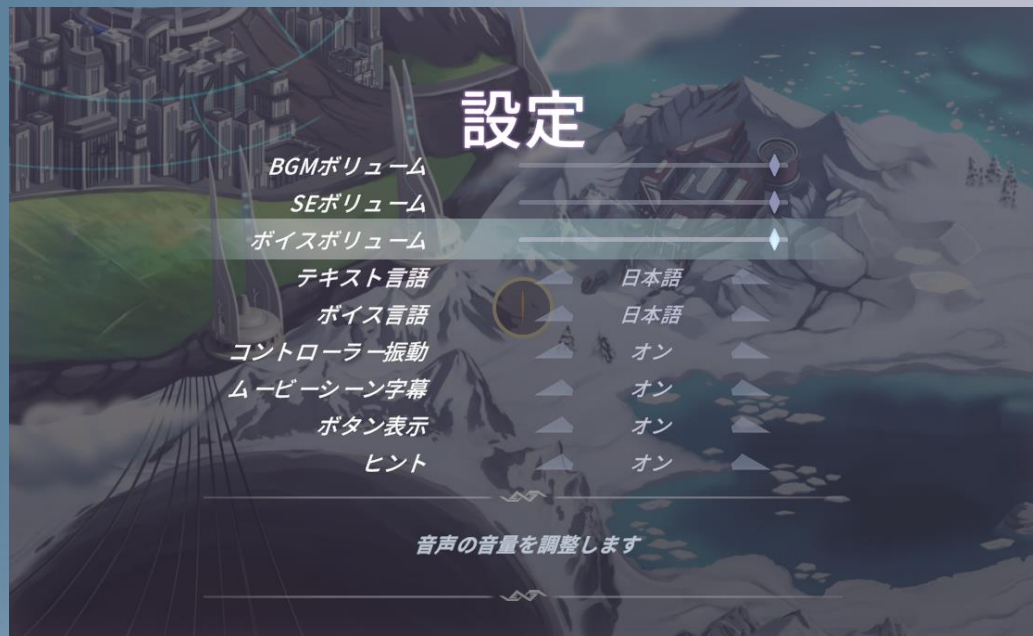 設定
BGMボリューム
SEボリューム
ボイスボリューム
テキスト言語 日本語
ボイス言語 日本語
コントローラー振動 オン
ムービーシーン字幕 オン
ボタン表示 オン
ヒント オン
音声の音量を調整します